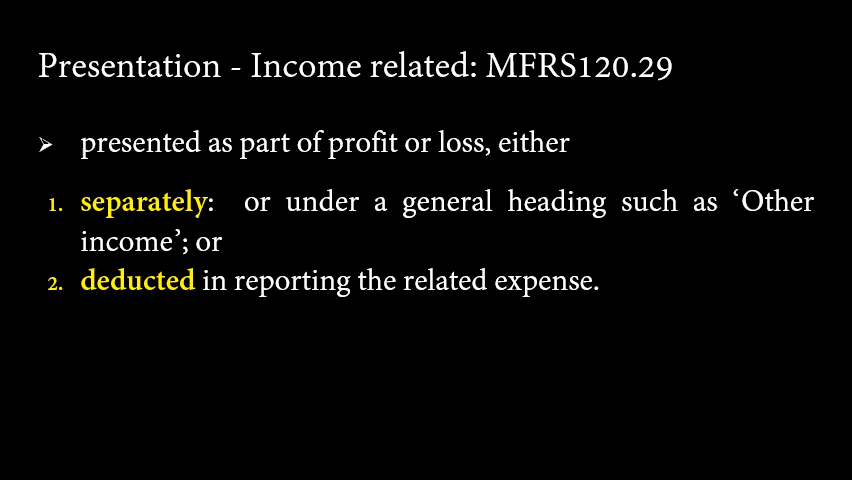 Presentation - Income related: MFRS120.29
➢ presented as part of profit or loss, either
1. separately: or under a general heading such as ‘Other
income’; or
2. deducted in reporting the related expense.